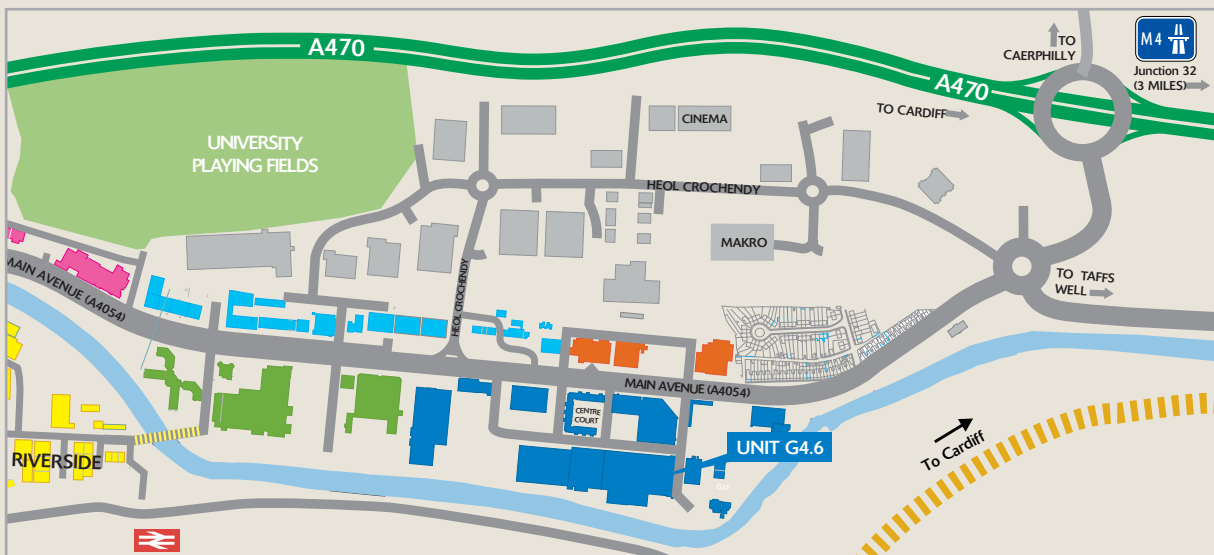 A470
M4
TO
CAERPHILLY
Junction 32
(3 MILES)
A470
TO CARDIFF
CINEMA
UNIVERSITY
PLAYING FIELDS
HEOL CROCHENDY
MAKRO
MAIN AVENUE (A4054)
HEOL CROCHENDY
TO TAFFS
WELL
MAIN AVENUE (A4054)
CENTRE
COURT
UNIT G4.6
To Cardiff
RIVERSIDE